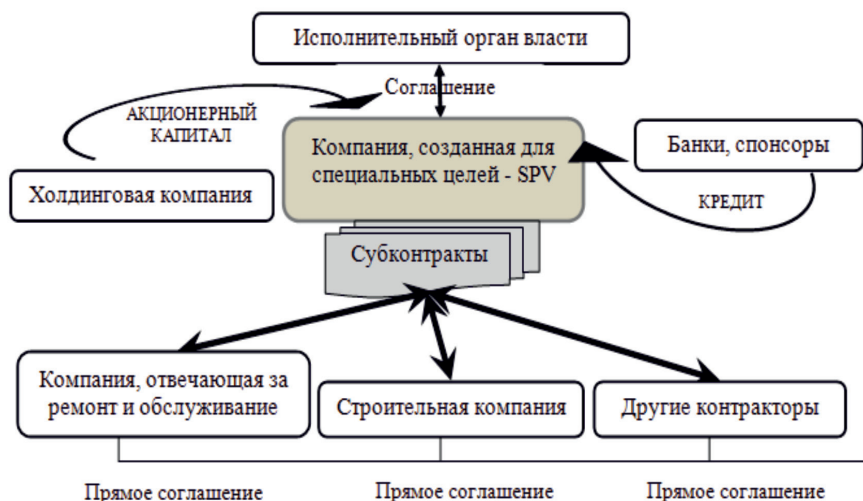 Исполнительный орган власти
Соглашение
АКЦИОНЕРНЫЙ
КАПИТАЛ
Компания, созданная для
специальных целей - SPV
Банки, спонсоры
Холдинговая компания
КРЕДИТ
Субконтракты
Компания, отвечающая за
ремонт и обслуживание
Строительная компания
Другие контракторы
Прямое соглашение
Прямое соглашение
Прямое соглашение